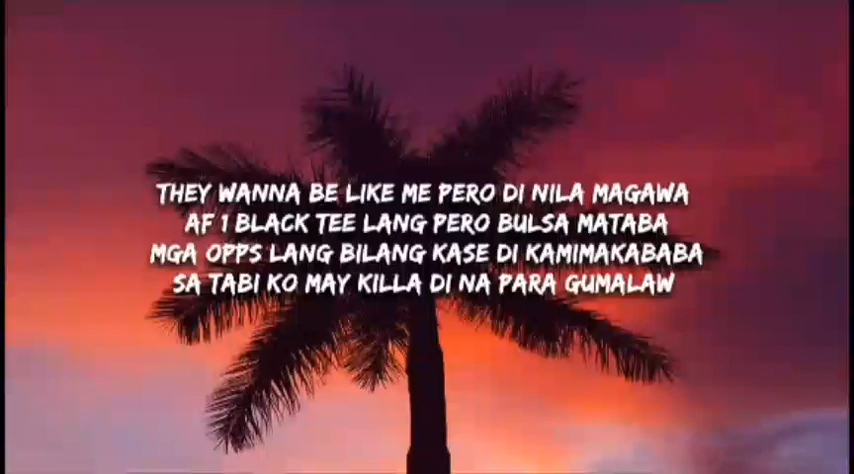 THEY WANNA BE LIKE ME PERO DI NILA MAGAWA
AF 1 BLACK TEE LANG PERO BULSA MATABA
MGA OPPS LANG BILANG KASE DI KAMIMAKABABA
SA TABI KO MAY KILLA DI NA PARA GUMALAW